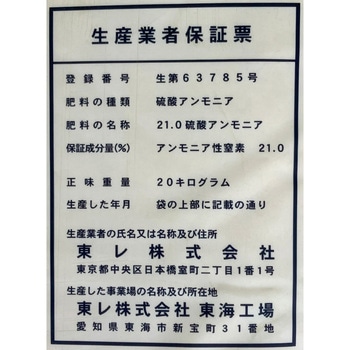 生産業者保証票
登録番号 生第63785号
肥料の種類 硫酸アンモニア
肥料の名称 21.0硫酸アンモニア
保証成分量(%) アンモニア性窒素 21.0
正味重量 20キログラム
生産した年月 袋の上部に記載の通り
生産業者の氏名又は名称及び住所
東レ株式会社
東京都中央区日本橋室町二丁目1番1号
生産した事業場の名称及び所在地
東レ株式会社 東海工場
愛知県東海市新宝町31番地